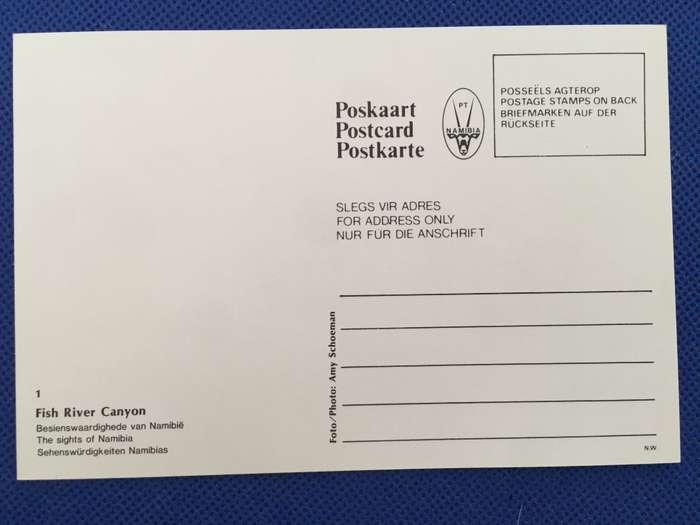 Poskaart
Postcard
Postkarte
PT
NAMIBIA
POSSEËLS AGTEROP
POSTAGE STAMPS ON BACK
BRIEFMARKEN AUF DER
RÜCKSEITE
SLEGS VIR ADRES
FOR ADDRESS ONLY
NUR FÜR DIE ANSCHRIFT
Foto/Photo: Amy Schoeman
1
Fish River Canyon
Besienswaardighede van Namibië
The sights of Namibia
Sehenswürdigkeiten Namibias
N.W.